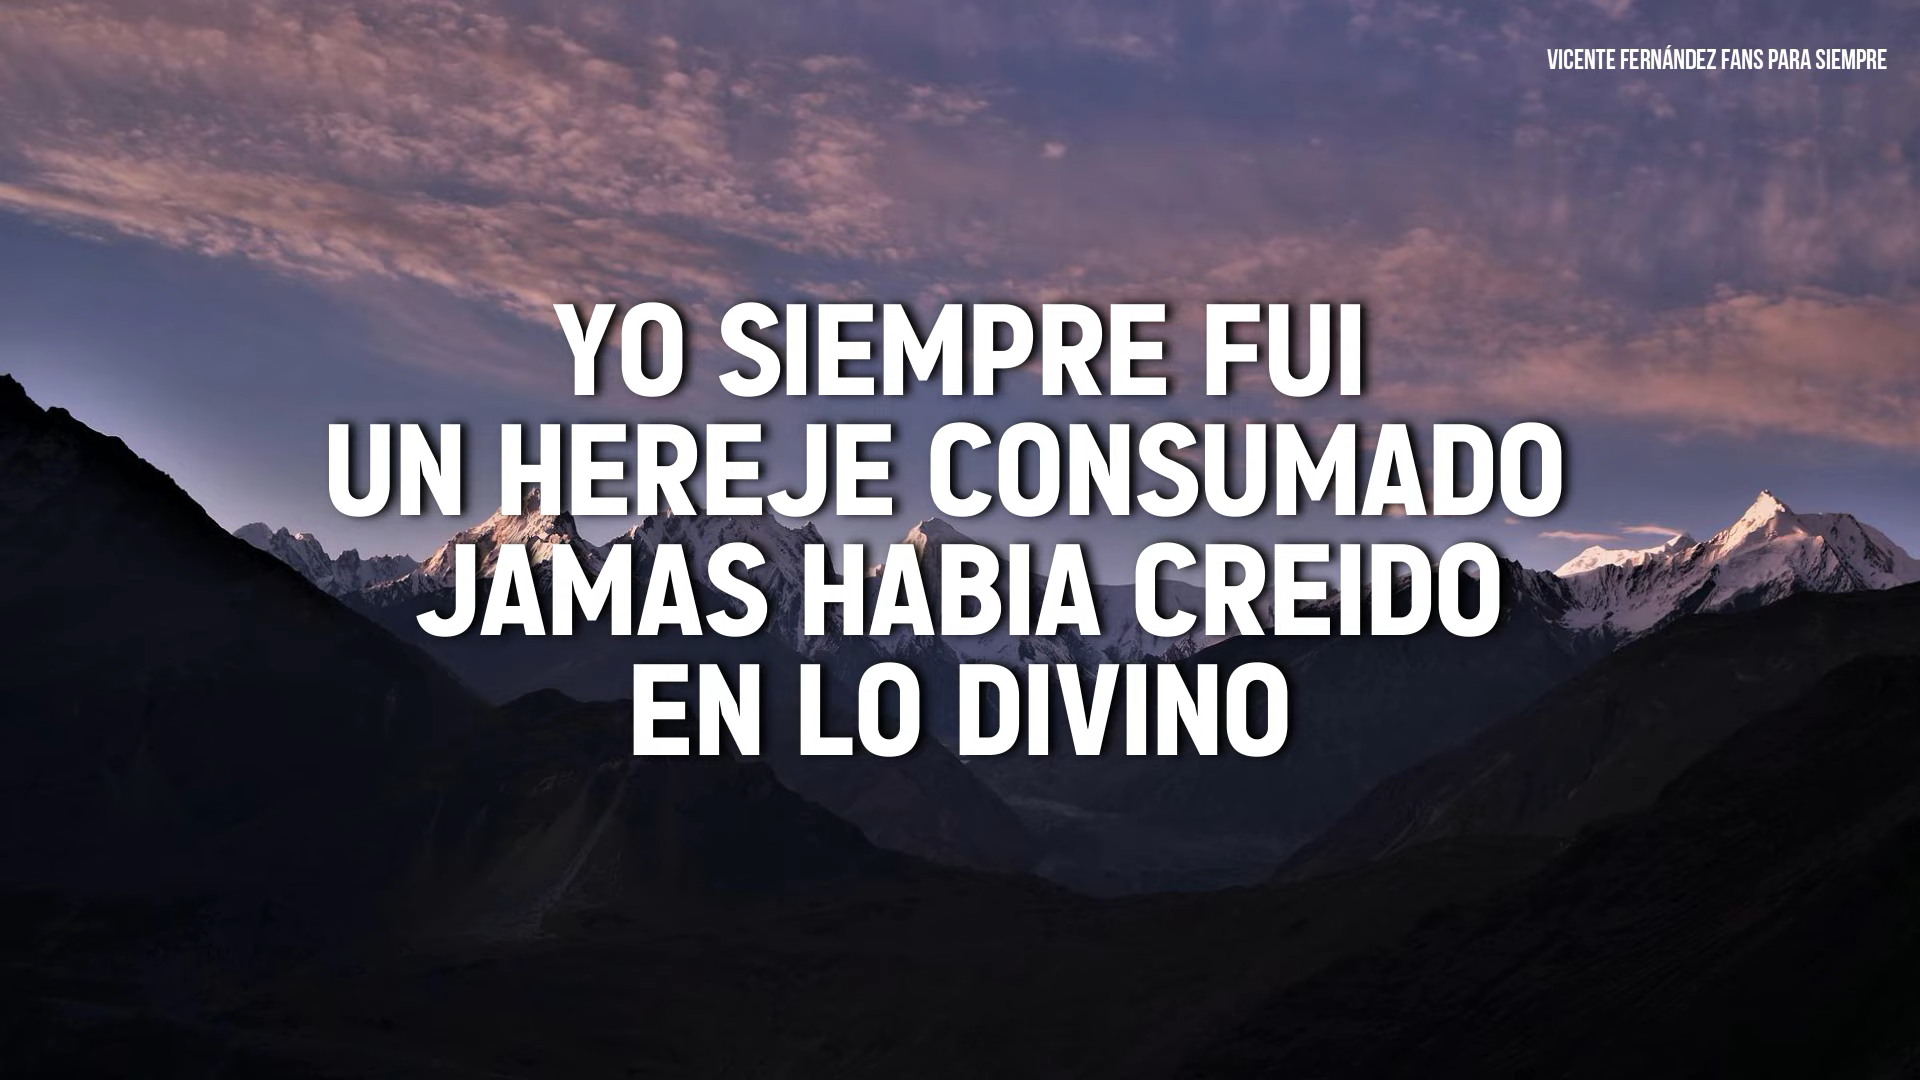 VICENTE FERNÁNDEZ FANS PARA SIEMPRE
YO SIEMPRE FUI
UN HEREJE CONSUMADO
JAMAS HABIA CREIDO
EN LO DIVINO